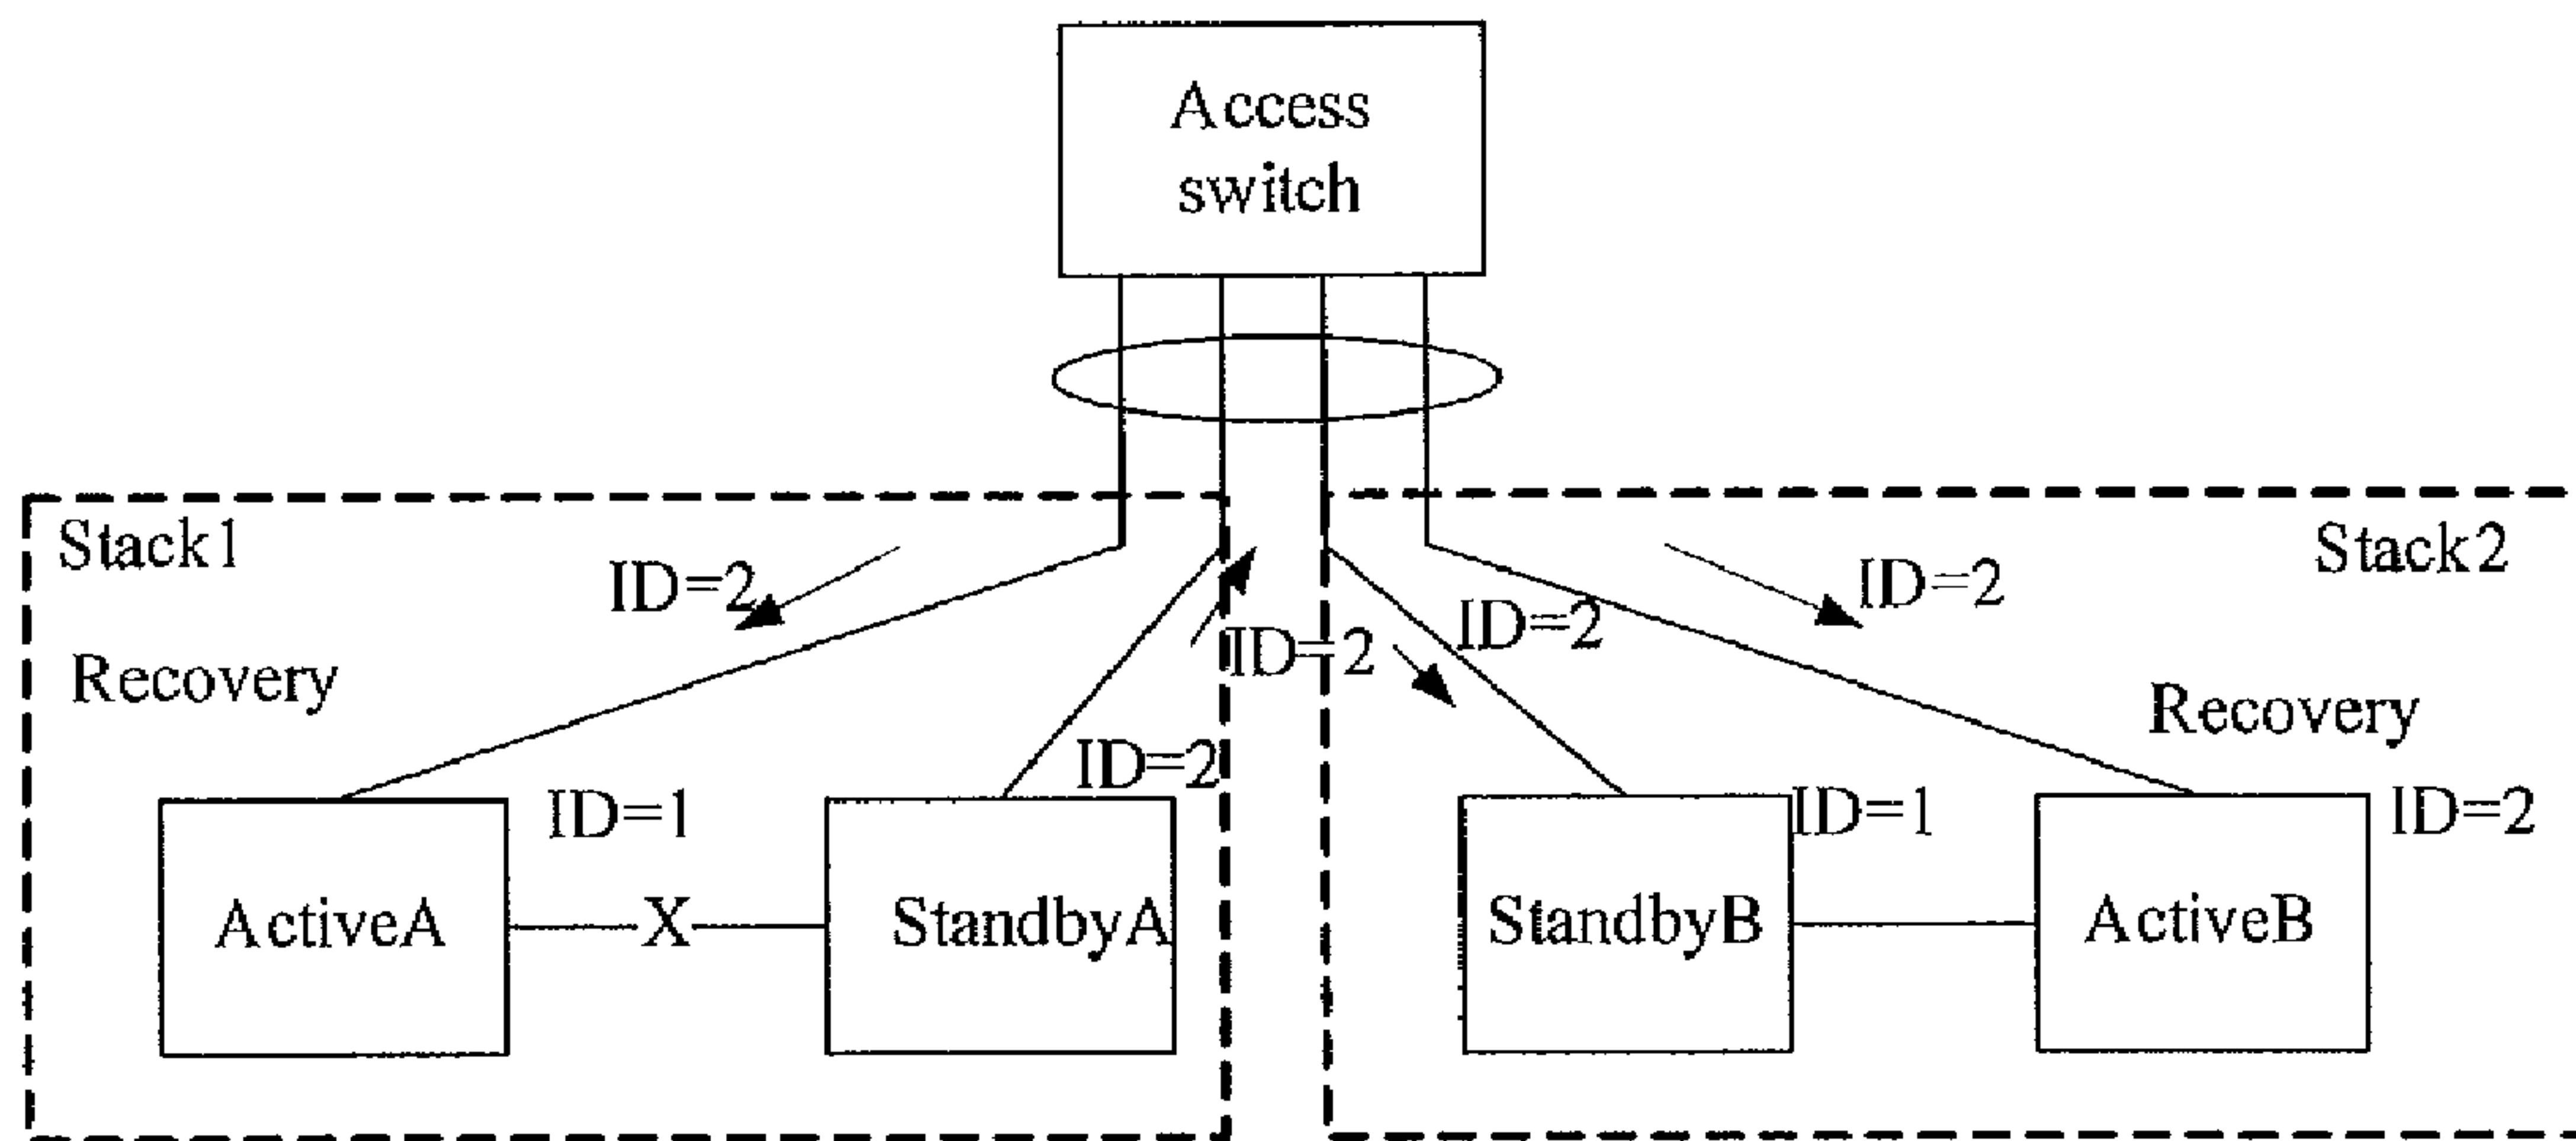 Access
switch
Stack1
Stack2
ID=2
ID=2
ID=2
ID=2
Recovery
Recovery
ID=2
ID=1
ID=1
ID=2
ActiveA
X
StandbyA
StandbyB
ActiveB